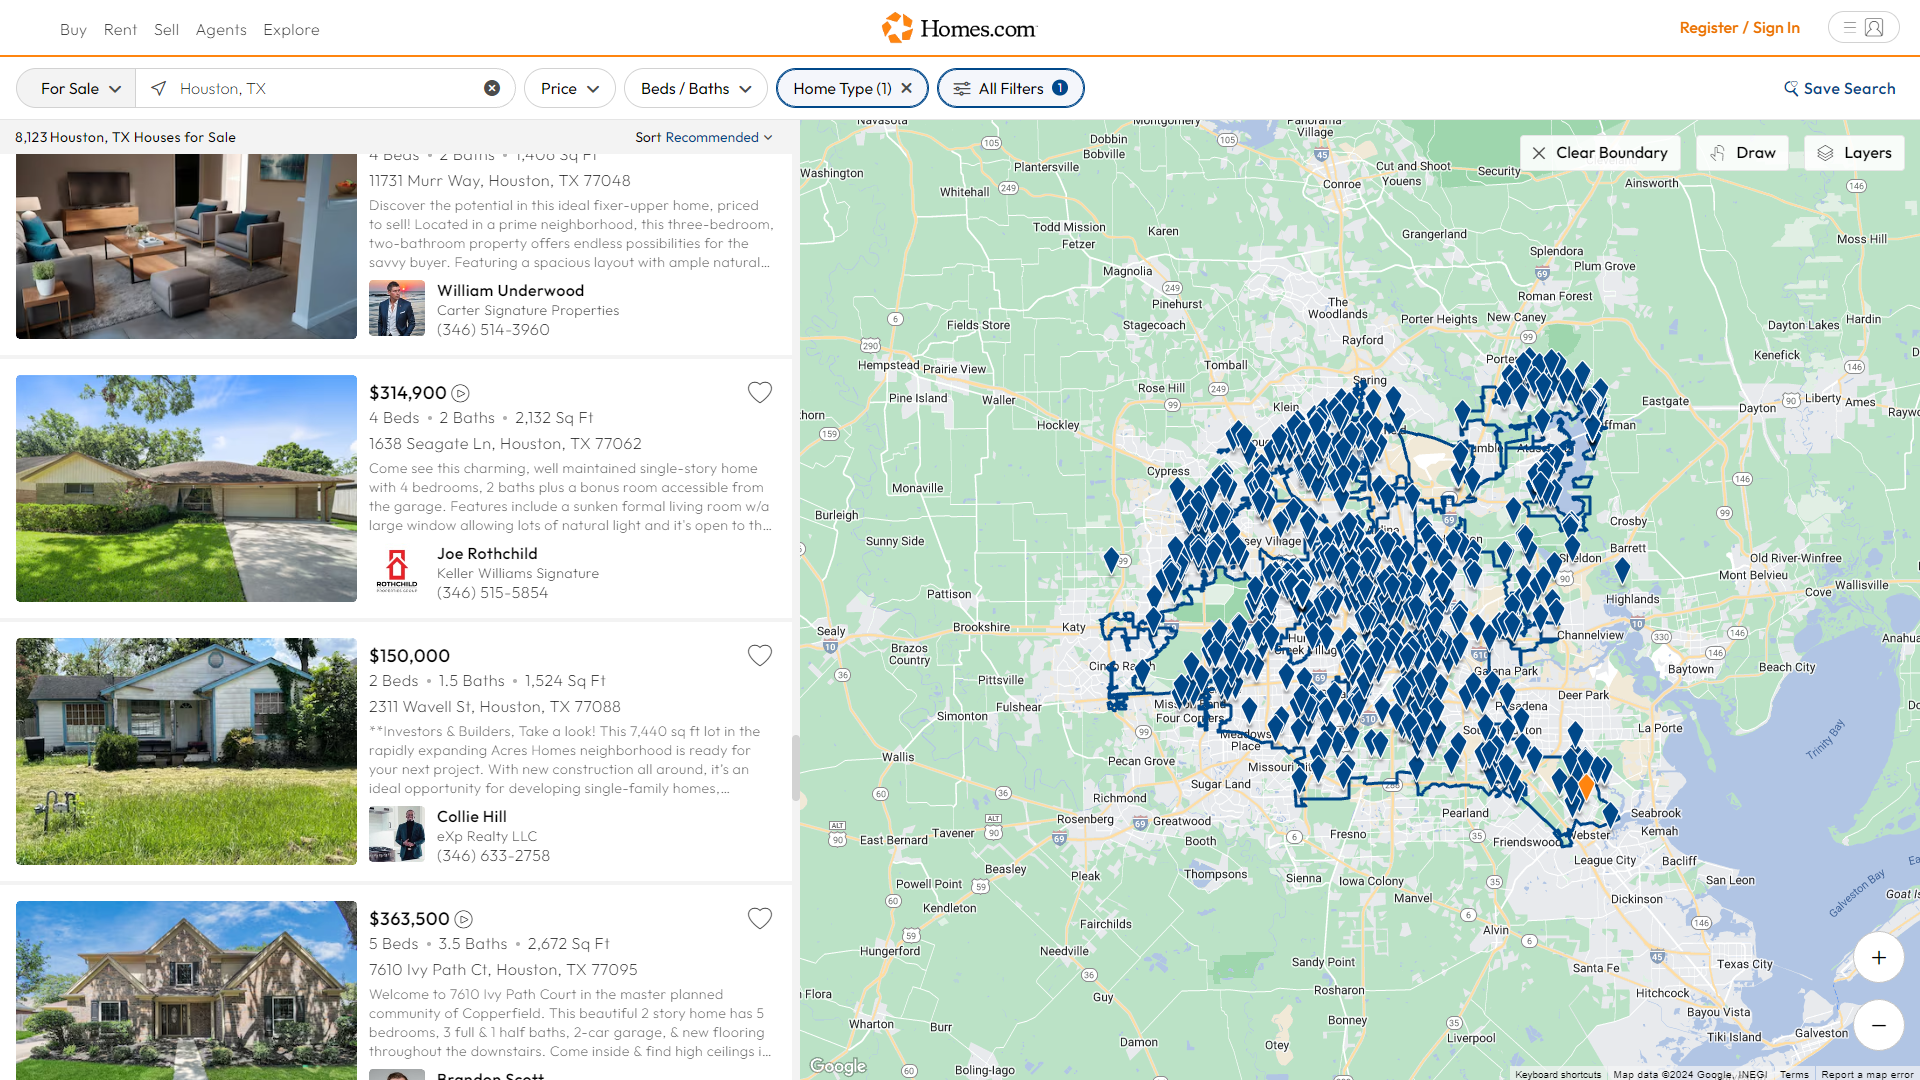 Buy
Rent
Sell
Agents
Explore
Homes.com
Register / Sign In
For Sale
Houston, TX
Price
Beds / Baths
Home Type (1)
All Filters
1
Save Search
8,123 Houston, TX Houses for Sale
Sort Recommended
4 Beds • 2 Baths • 1,406 Sq Ft
11731 Murr Way, Houston, TX 77048
Discover the potential in this ideal fixer-upper home, priced
to sell! Located in a prime neighborhood, this three-bedroom,
two-bathroom property offers endless possibilities for the
savvy buyer. Featuring a spacious layout with ample natural...
William Underwood
Carter Signature Properties
(346) 514-3960
$314,900
4 Beds • 2 Baths • 2,132 Sq Ft
1638 Seagate Ln, Houston, TX 77062
Come see this charming, well maintained single-story home
with 4 bedrooms, 2 baths plus a bonus room accessible from
the garage. Features include a sunken formal living room w/a
large window allowing lots of natural light and it's open to th...
ROTHCHILD
Joe Rothchild
Keller Williams Signature
(346) 515-5854
$150,000
2 Beds • 1.5 Baths • 1,524 Sq Ft
2311 Wavell St, Houston, TX 77088
**Investors & Builders, Take a look! This 7,440 sq ft lot in the
rapidly expanding Acres Homes neighborhood is ready for
your next project. With new construction all around, it's an
ideal opportunity for developing single-family homes,...
Collie Hill
eXp Realty LLC
(346) 633-2758
$363,500
5 Beds • 3.5 Baths • 2,672 Sq Ft
7610 Ivy Path Ct, Houston, TX 77095
Welcome to 7610 Ivy Path Court in the master planned
community of Copperfield. This beautiful 2 story home has 5
bedrooms, 3 full & 1 half baths, 2-car garage, & new flooring
throughout the downstairs. Come inside & find high ceilings i...
Brandon Scott
Clear Boundary
Draw
Layers
Navasota
Montgomery
Panorama
Village
Dobbin
Bobville
Plantersville
Washington
Whitehall
Conroe
Cut and Shoot
Youens
Security
Ainsworth
Moss Hill
Todd Mission
Fetzer
Karen
Grangerland
Splendora
Plum Grove
Magnolia
Pinehurst
Stagecoach
The
Woodlands
Roman Forest
Porter Heights
New Caney
Fields Store
Rayford
Dayton Lakes
Hardin
Kenefick
Hempstead
Prairie View
Tomball
Spring
Rose Hill
Klein
Pine Island
Waller
Hockley
Eastgate
Dayton
Liberty
Ames
Cypress
Monaville
Burleigh
Sunny Side
Crosby
Barrett
Sheldon
Old River-Winfree
Mont Belvieu
Wallisville
Cove
Highlands
Pattison
Brookshire
Katy
Sealy
Channelview
Brazos
Country
Cinco Ranch
Galena Park
Baytown
Beach City
Pittsville
Deer Park
Simonton
Fulshear
Four Corners
Pasadena
La Porte
Meadows
Place
Trinity Bay
Wallis
Pecan Grove
Sugar Land
Richmond
Rosenberg
Greatwood
Booth
Fresno
Pearland
Seabrook
Kemah
Webster
East Bernard
Tavener
Friendswood
League City
Bacliff
Beasley
Pleak
Thompsons
Sienna
Iowa Colony
Manvel
San Leon
Powell Point
Kendleton
Dickinson
Galveston Bay
Fairchilds
Alvin
Hungerford
Needville
Santa Fe
Texas City
Sandy Point
Rosharon
Hitchcock
Guy
Bayou Vista
Wharton
Burr
Bonney
Galveston
Damon
Otey
Liverpool
Tiki Island
Boling-Iago
Google
Keyboard shortcuts
Map data ©2024 Google, INEGI
Terms
Report a map error